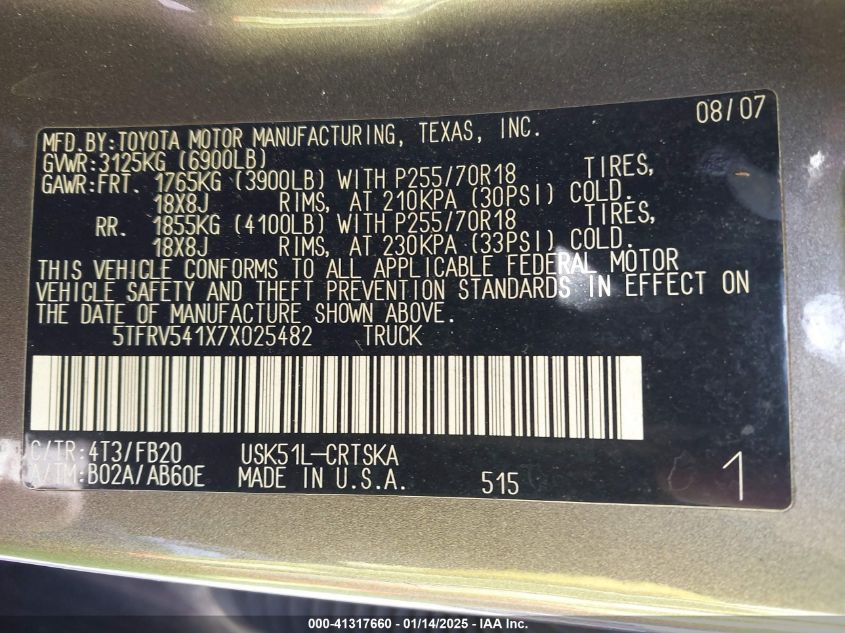 08/07
MFD.BY:TOYOTA MOTOR MANUFACTURING, TEXAS, INC.
GVWR:3125KG (6900LB)
GAWR:FRT. 1765KG (3900LB) WITH P255/70R18 TIRES,
18X8J RIMS, AT 210KPA (30PSI) COLD.
RR. 1855KG (4100LB) WITH P255/70R18 TIRES,
18X8J RIMS, AT 230KPA (33PSI) COLD.
THIS VEHICLE CONFORMS TO ALL APPLICABLE FEDERAL MOTOR
VEHICLE SAFETY AND THEFT PREVENTION STANDARDS IN EFFECT ON
THE DATE OF MANUFACTURE SHOWN ABOVE.
5TFRV541X7X025482 TRUCK
C/TR:4T3/FB20 USK51L-CRTSKA
A/TM:B02A/AB60E MADE IN U.S.A. 515 1
000-41317660 - 01/14/2025 - IAA Inc.